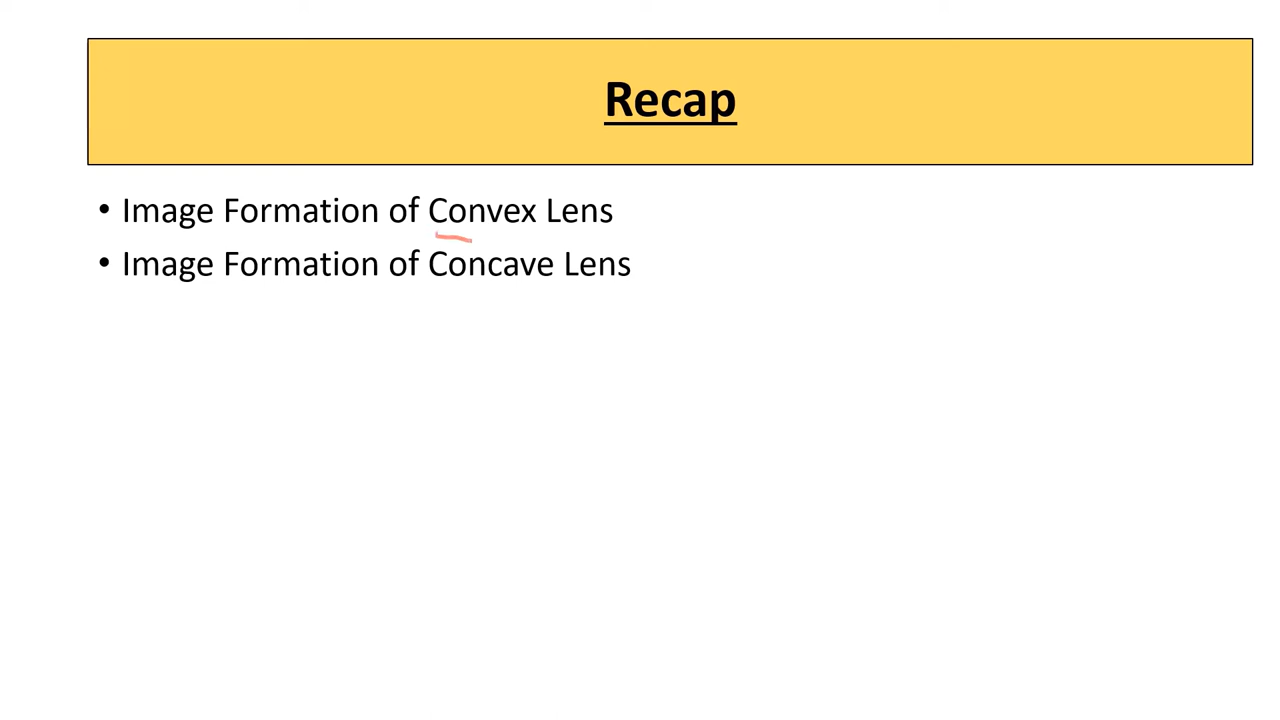 Recap
• Image Formation of Convex Lens
• Image Formation of Concave Lens